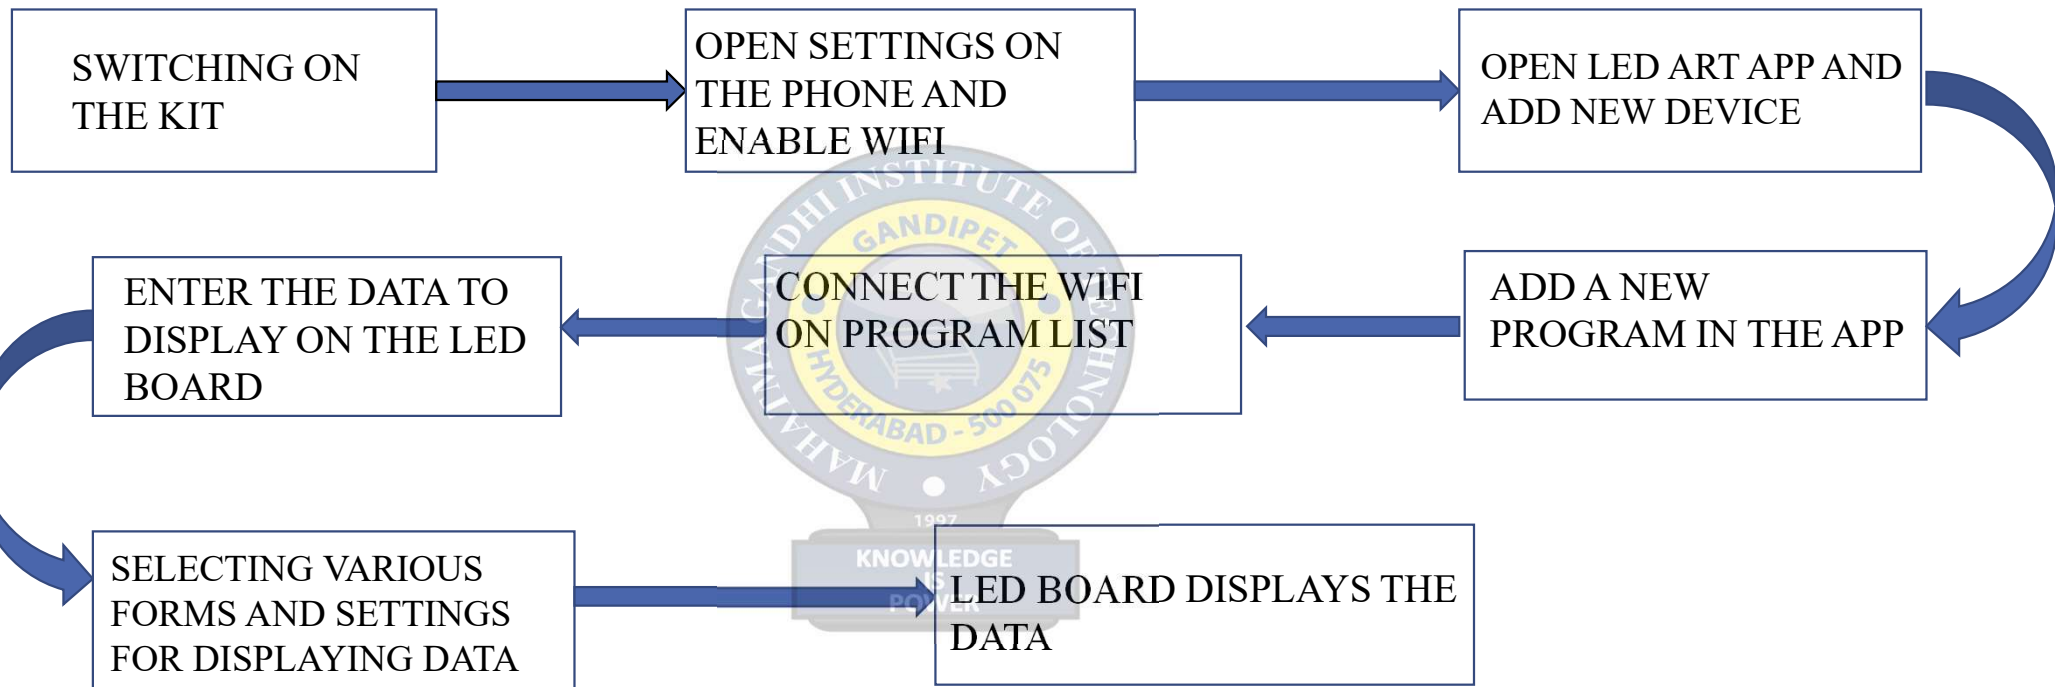 SWITCHING ON
THE KIT
OPEN SETTINGS ON
THE PHONE AND
ENABLE WIFI
OPEN LED ART APP AND
ADD NEW DEVICE
ADD A NEW
PROGRAM IN THE APP
CONNECT THE WIFI
ON PROGRAM LIST
ENTER THE DATA TO
DISPLAY ON THE LED
BOARD
SELECTING VARIOUS
FORMS AND SETTINGS
FOR DISPLAYING DATA
LED BOARD DISPLAYS THE
DATA
MAHATMA GANDHI INSTITUTE OF TECHNOLOGY
GANDIPET
HYDERABAD - 500 075
1997
KNOWLEDGE
IS
POWER